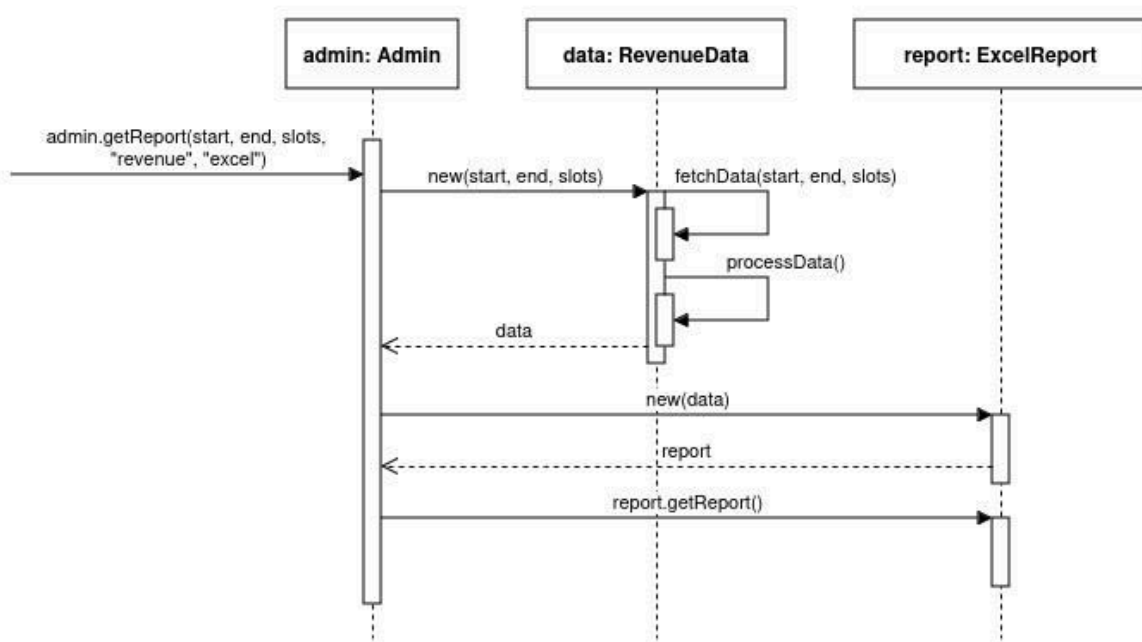 admin: Admin
data: RevenueData
report: ExcelReport
admin.getReport(start, end, slots,
"revenue", "excel")
new(start, end, slots)
fetchData(start, end, slots)
processData()
data
new(data)
report
report.getReport()